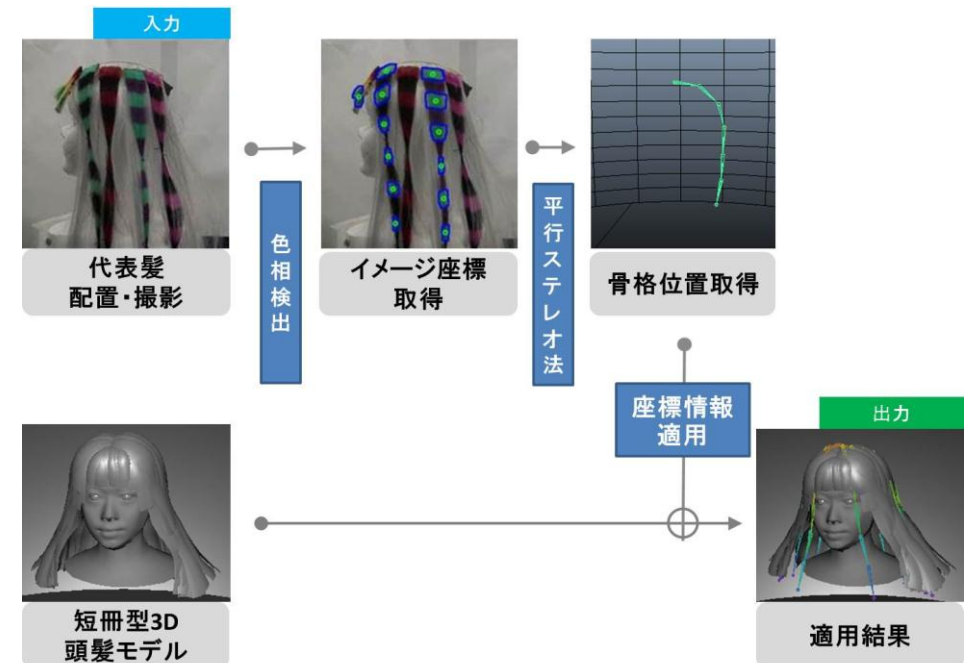 入力
代表髪
配置・撮影
色相検出
イメージ座標
取得
平行ステレオ法
骨格位置取得
座標情報
適用
出力
短冊型3D
頭髪モデル
適用結果